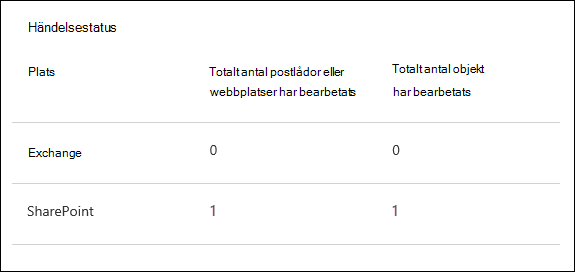 Händelsestatus
Plats
Totalt antal postlådor eller
webbplatser har bearbetats
Totalt antal objekt
har bearbetats
Exchange 0 0
SharePoint 1 1